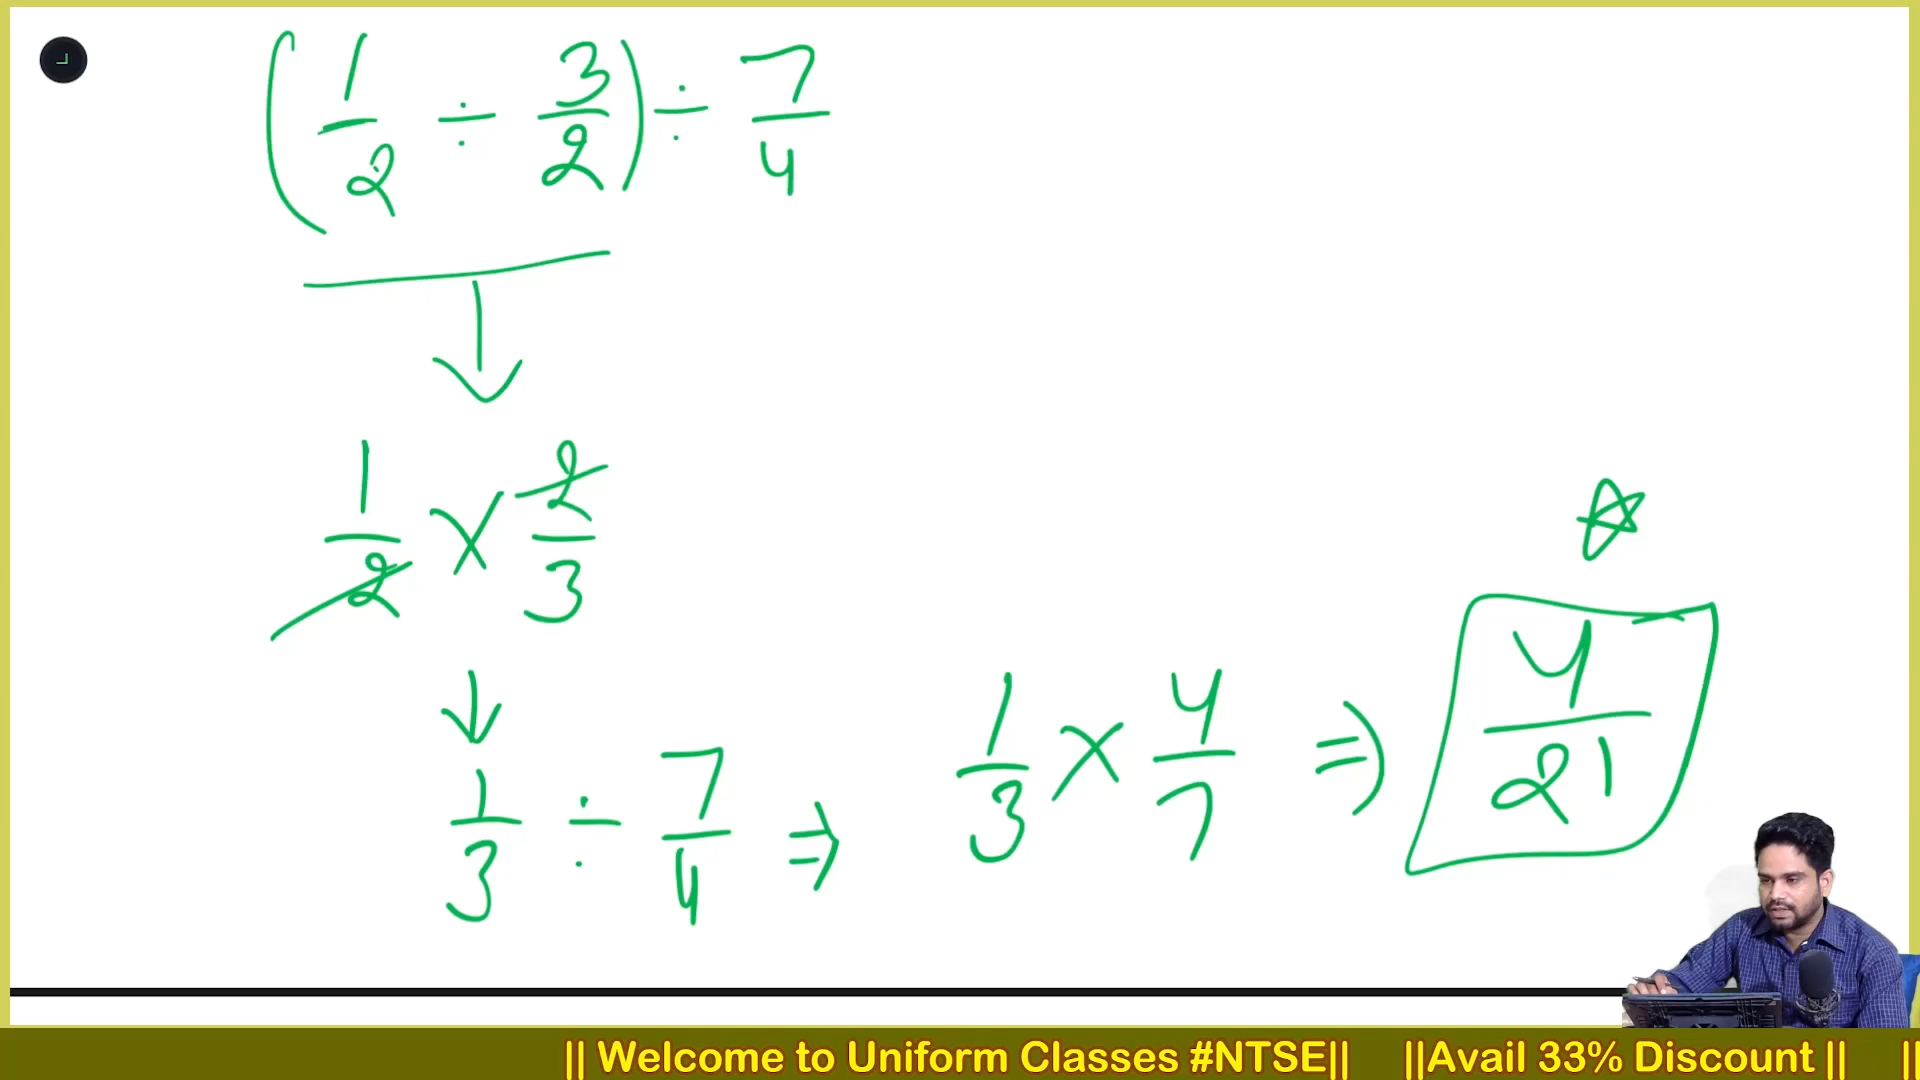 (1/2 ÷ 3/2) ÷ 7/4
1/2 × 2/3
1/3 ÷ 7/4 ⇒ 1/3 × 4/7 ⇒ 4/21
|| Welcome to Uniform Classes #NTSE|| ||Avail 33% Discount || ||